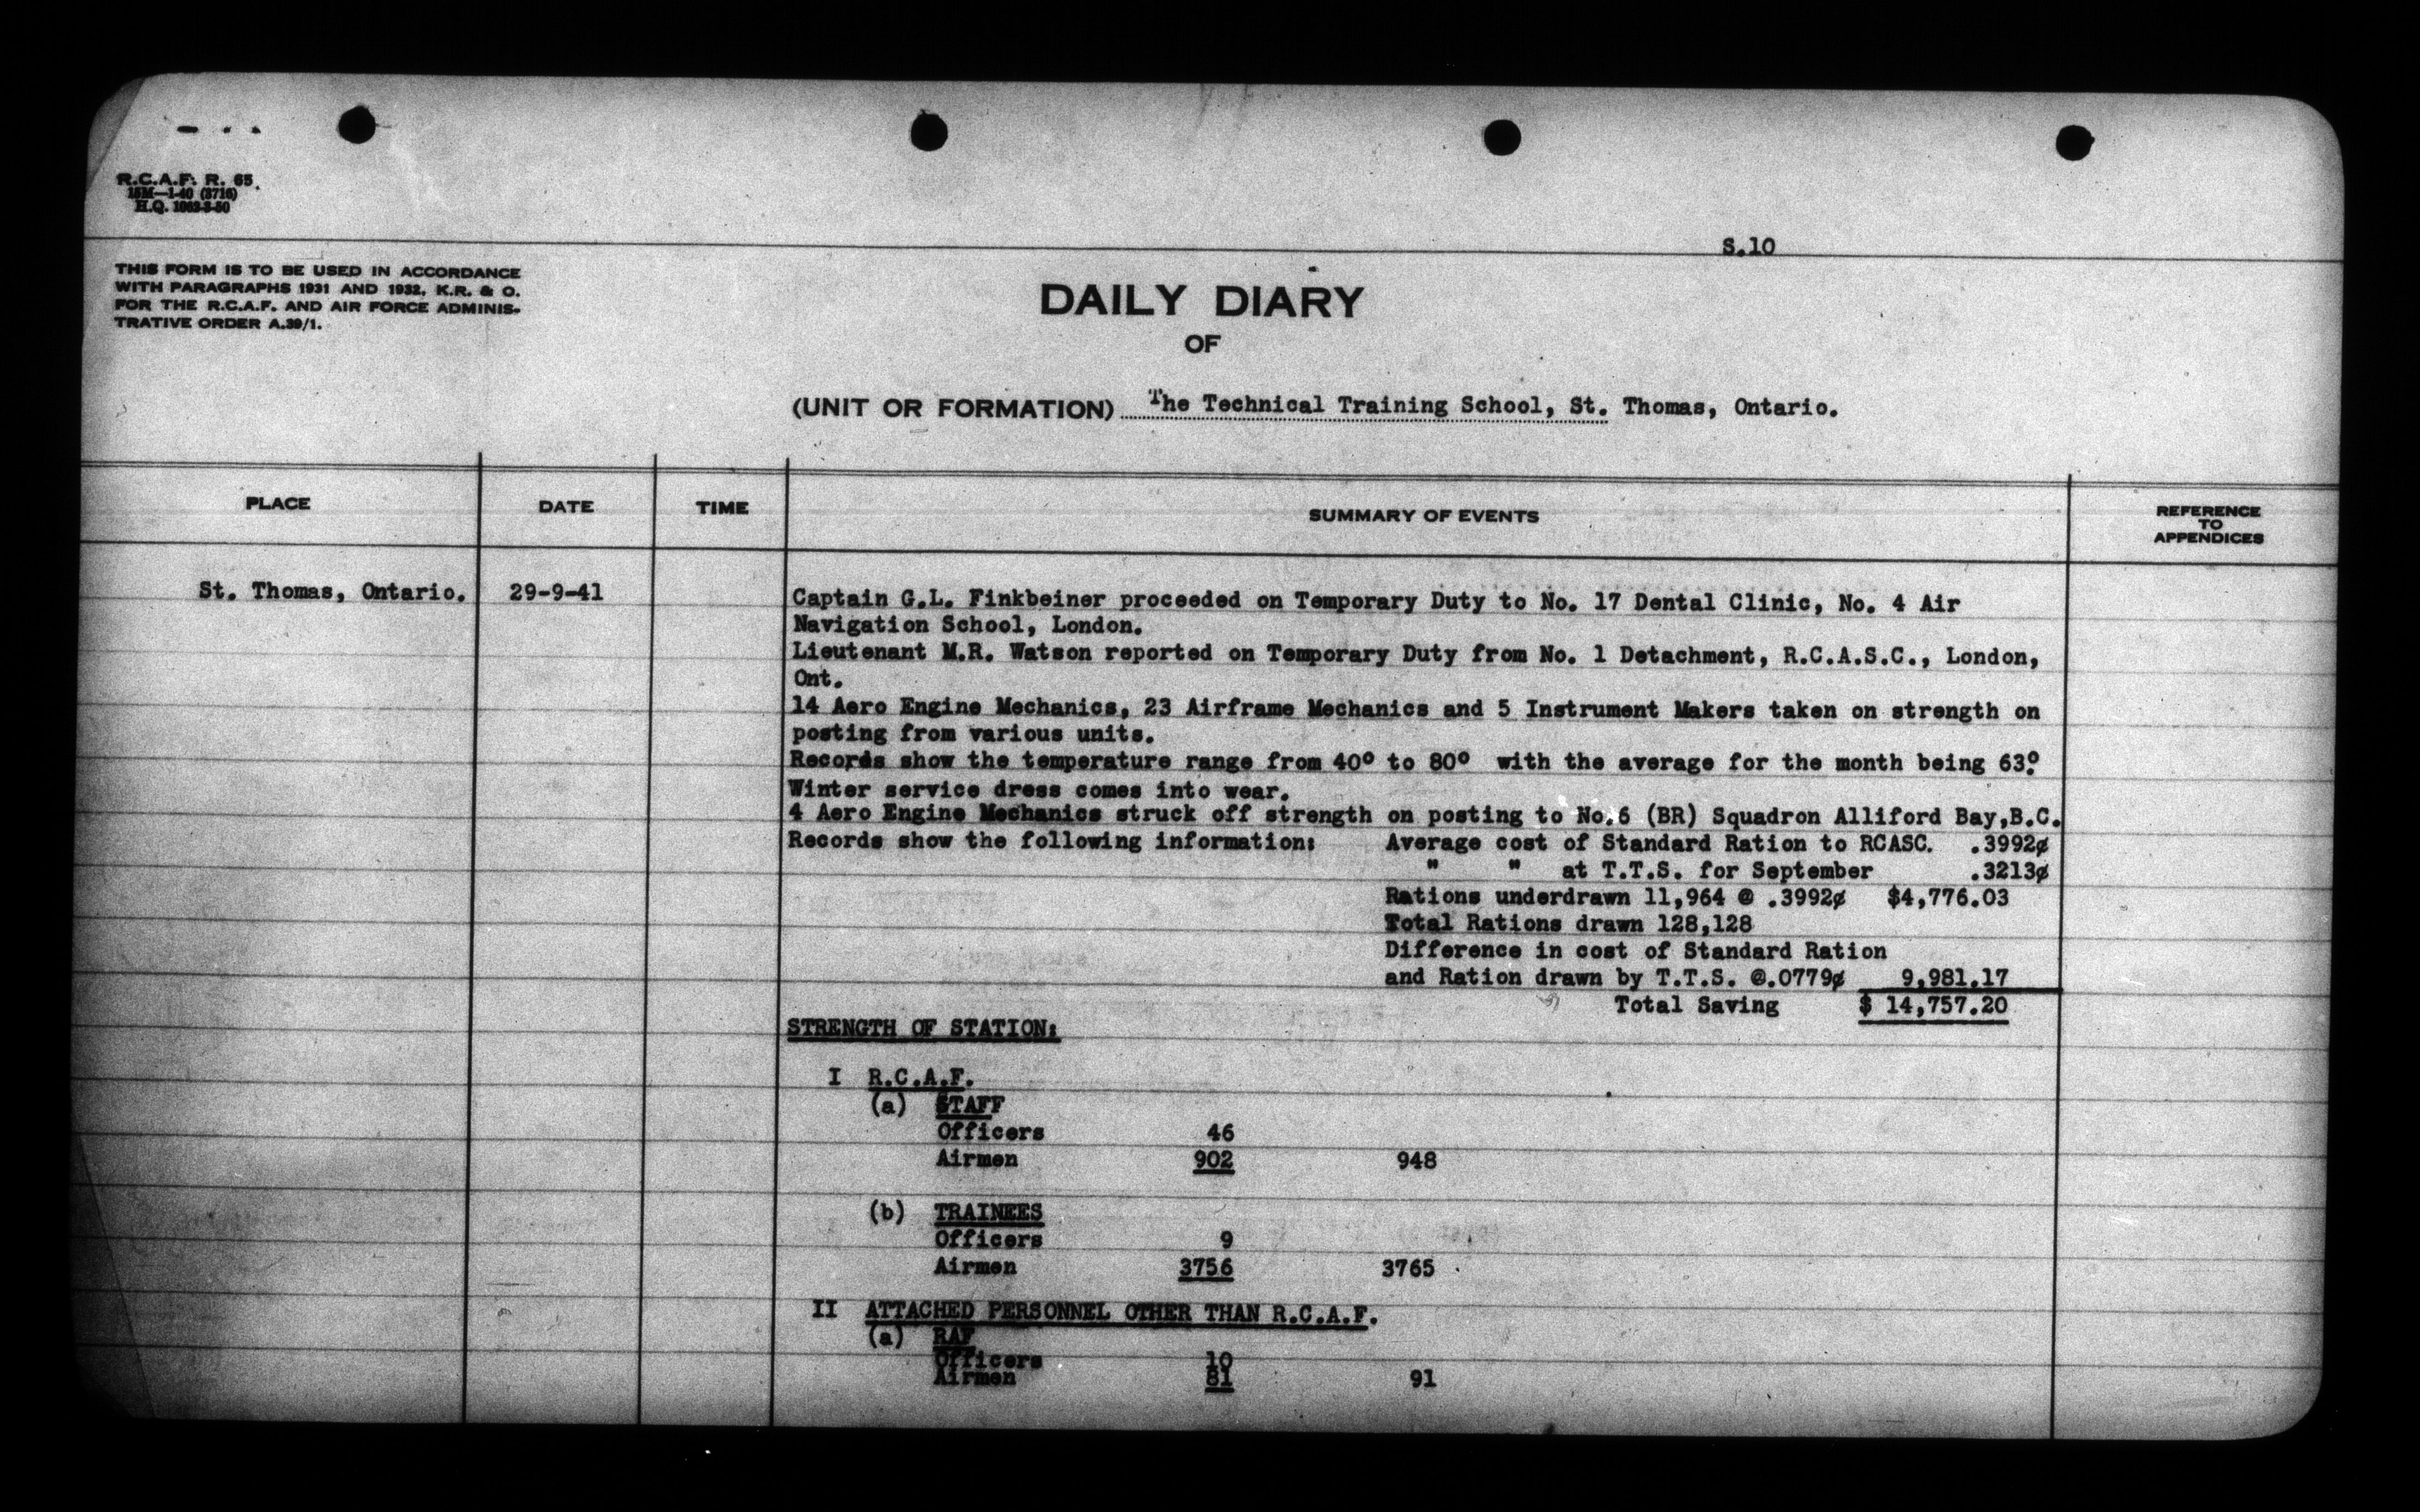 R.C.A.F. R. 65
15M—1-40 (3716)
H.Q. 1062-3-50
S.10
THIS FORM IS TO BE USED IN ACCORDANCE
WITH PARAGRAPHS 1931 AND 1932, K.R. & O.
FOR THE R.C.A.F. AND AIR FORCE ADMINIS-
TRATIVE ORDER A.39/1.
DAILY DIARY
OF
(UNIT OR FORMATION) The Technical Training School, St. Thomas, Ontario.
PLACE DATE TIME SUMMARY OF EVENTS REFERENCE
TO
APPENDICES
St. Thomas, Ontario. 29-9-41 Captain G.L. Finkbeiner proceeded on Temporary Duty to No. 17 Dental Clinic, No. 4 Air
Navigation School, London.
Lieutenant M.R. Watson reported on Temporary Duty from No. 1 Detachment, R.C.A.S.C., London,
Ont.
14 Aero Engine Mechanics, 23 Airframe Mechanics and 5 Instrument Makers taken on strength on
posting from various units.
Records show the temperature range from 40° to 80° with the average for the month being 63°.
Winter service dress comes into wear.
4 Aero Engine Mechanics struck off strength on posting to No.6 (BR) Squadron Alliford Bay,B.C.
Records show the following information: Average cost of Standard Ration to RCASC. .3992¢
" " at T.T.S. for September .3213¢
Rations underdrawn 11,964 @ .3992¢ $4,776.03
Total Rations drawn 128,128
Difference in cost of Standard Ration
and Ration drawn by T.T.S. @.0779¢ 9,981.17
Total Saving $ 14,757.20
STRENGTH OF STATION:
I R.C.A.F.
(a) STAFF
Officers 46
Airmen 902 948
(b) TRAINEES
Officers 9
Airmen 3756 3765
II ATTACHED PERSONNEL OTHER THAN R.C.A.F.
(a) RAF
Officers 10
Airmen 81 91